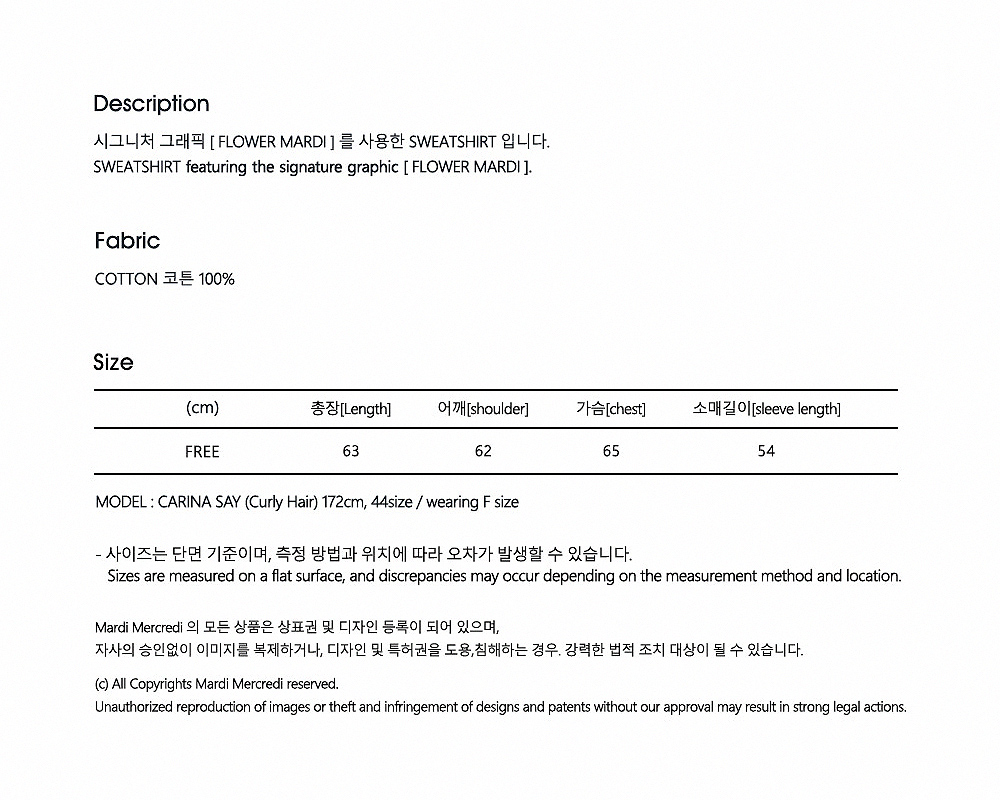 Description
시그니처 그래픽 [ FLOWER MARDI ] 를 사용한 SWEATSHIRT 입니다.
SWEATSHIRT featuring the signature graphic [ FLOWER MARDI ].
Fabric
COTTON 코튼 100%
Size
(cm) 총장[Length] 어깨[shoulder] 가슴[chest] 소매길이[sleeve length]
FREE 63 62 65 54
MODEL : CARINA SAY (Curly Hair) 172cm, 44size / wearing F size
- 사이즈는 단면 기준이며, 측정 방법과 위치에 따라 오차가 발생할 수 있습니다.
Sizes are measured on a flat surface, and discrepancies may occur depending on the measurement method and location.
Mardi Mercredi 의 모든 상품은 상표권 및 디자인 등록이 되어 있으며,
자사의 승인없이 이미지를 복제하거나, 디자인 및 특허권을 도용,침해하는 경우. 강력한 법적 조치 대상이 될 수 있습니다.
(c) All Copyrights Mardi Mercredi reserved.
Unauthorized reproduction of images or theft and infringement of designs and patents without our approval may result in strong legal actions.